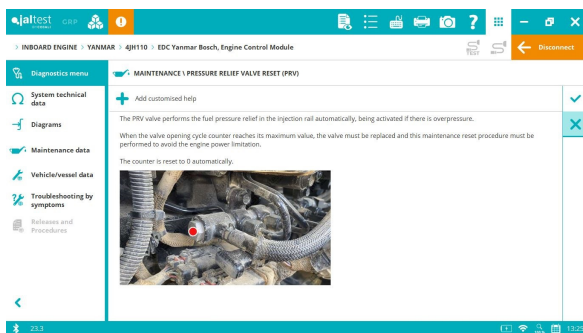 jaltest GRP
!
TEST
?
> INBOARD ENGINE > YANMAR > 4JH110 > EDC Yanmar Bosch, Engine Control Module
TEST
Disconnect
Diagnostics menu
MAINTENANCE \ PRESSURE RELIEF VALVE RESET (PRV)
System technical
data
Diagrams
Maintenance data
Vehicle/vessel data
Troubleshooting by
symptoms
Releases and
Procedures
Add customised help
The PRV valve performs the fuel pressure relief in the injection rail automatically, being activated if there is overpressure.
When the valve opening cycle counter reaches its maximum value, the valve must be replaced and this maintenance reset procedure must be
performed to avoid the engine power limitation.
The counter is reset to 0 automatically.
23.3
13:25